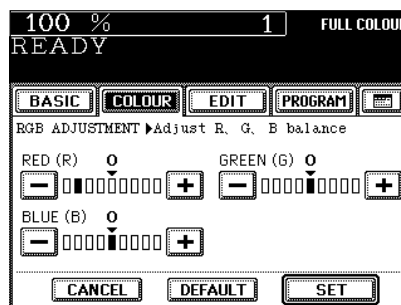 100 % 1 FULL COLOUR
READY
BASIC COLOUR EDIT PROGRAM
RGB ADJUSTMENT ▶Adjust R、G、B balance
RED (R) 0 GREEN (G) 0
− +  − +
BLUE (B) 0
− +
CANCEL DEFAULT SET